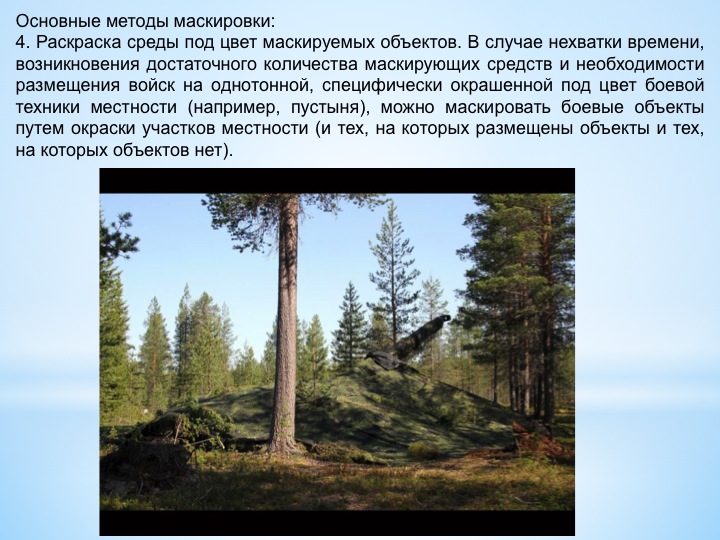 Основные методы маскировки:
4. Раскраска среды под цвет маскируемых объектов. В случае нехватки времени,
возникновения достаточного количества маскирующих средств и необходимости
размещения войск на однотонной, специфически окрашенной под цвет боевой
техники местности (например, пустыня), можно маскировать боевые объекты
путем окраски участков местности (и тех, на которых размещены объекты и тех,
на которых объектов нет).